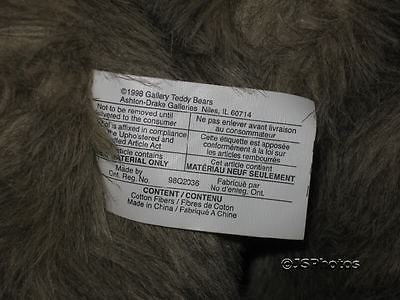 ©1998 Gallery Teddy Bears
Ashton-Drake Galleries, Niles, IL 60714
Not to be removed until
delivered to the consumer
Ne pas enlever avant livraison
au consommateur
is affixed in compliance
Upholstered and
Articled Act
Cette étiquette est apposée
conformément à la loi sur
les articles rembourrés
article contains
MATERIAL ONLY
Cet article contient
MATÉRIAU NEUF SEULEMENT
Made by
Ont. Reg. No. 98Q2036
Fabriqué par
No d'enreg. Ont.
CONTENT / CONTENU
Cotton Fibers / Fibres de Coton
Made in China / Fabriqué A Chine
©JSPhotos